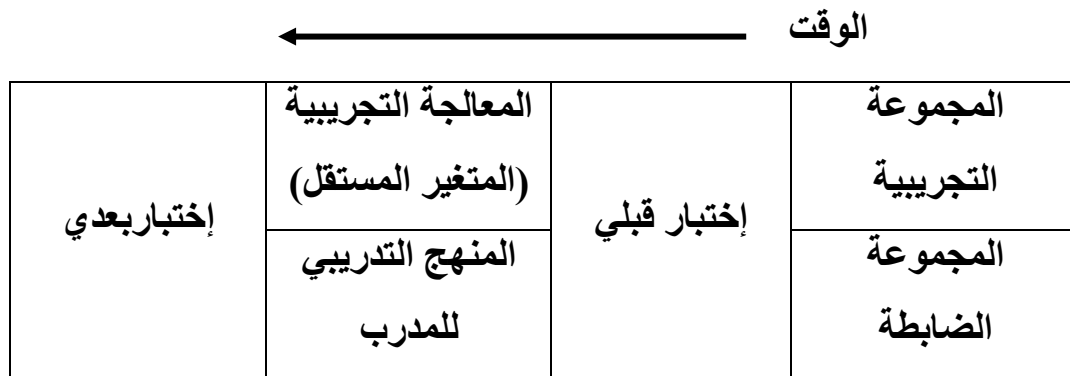 الوقت
المجموعة
التجريبية
إختبار قبلي
المعالجة التجريبية
(المتغير المستقل)
إختباربعدي
المجموعة
الضابطة
المنهج التدريبي
للمدرب